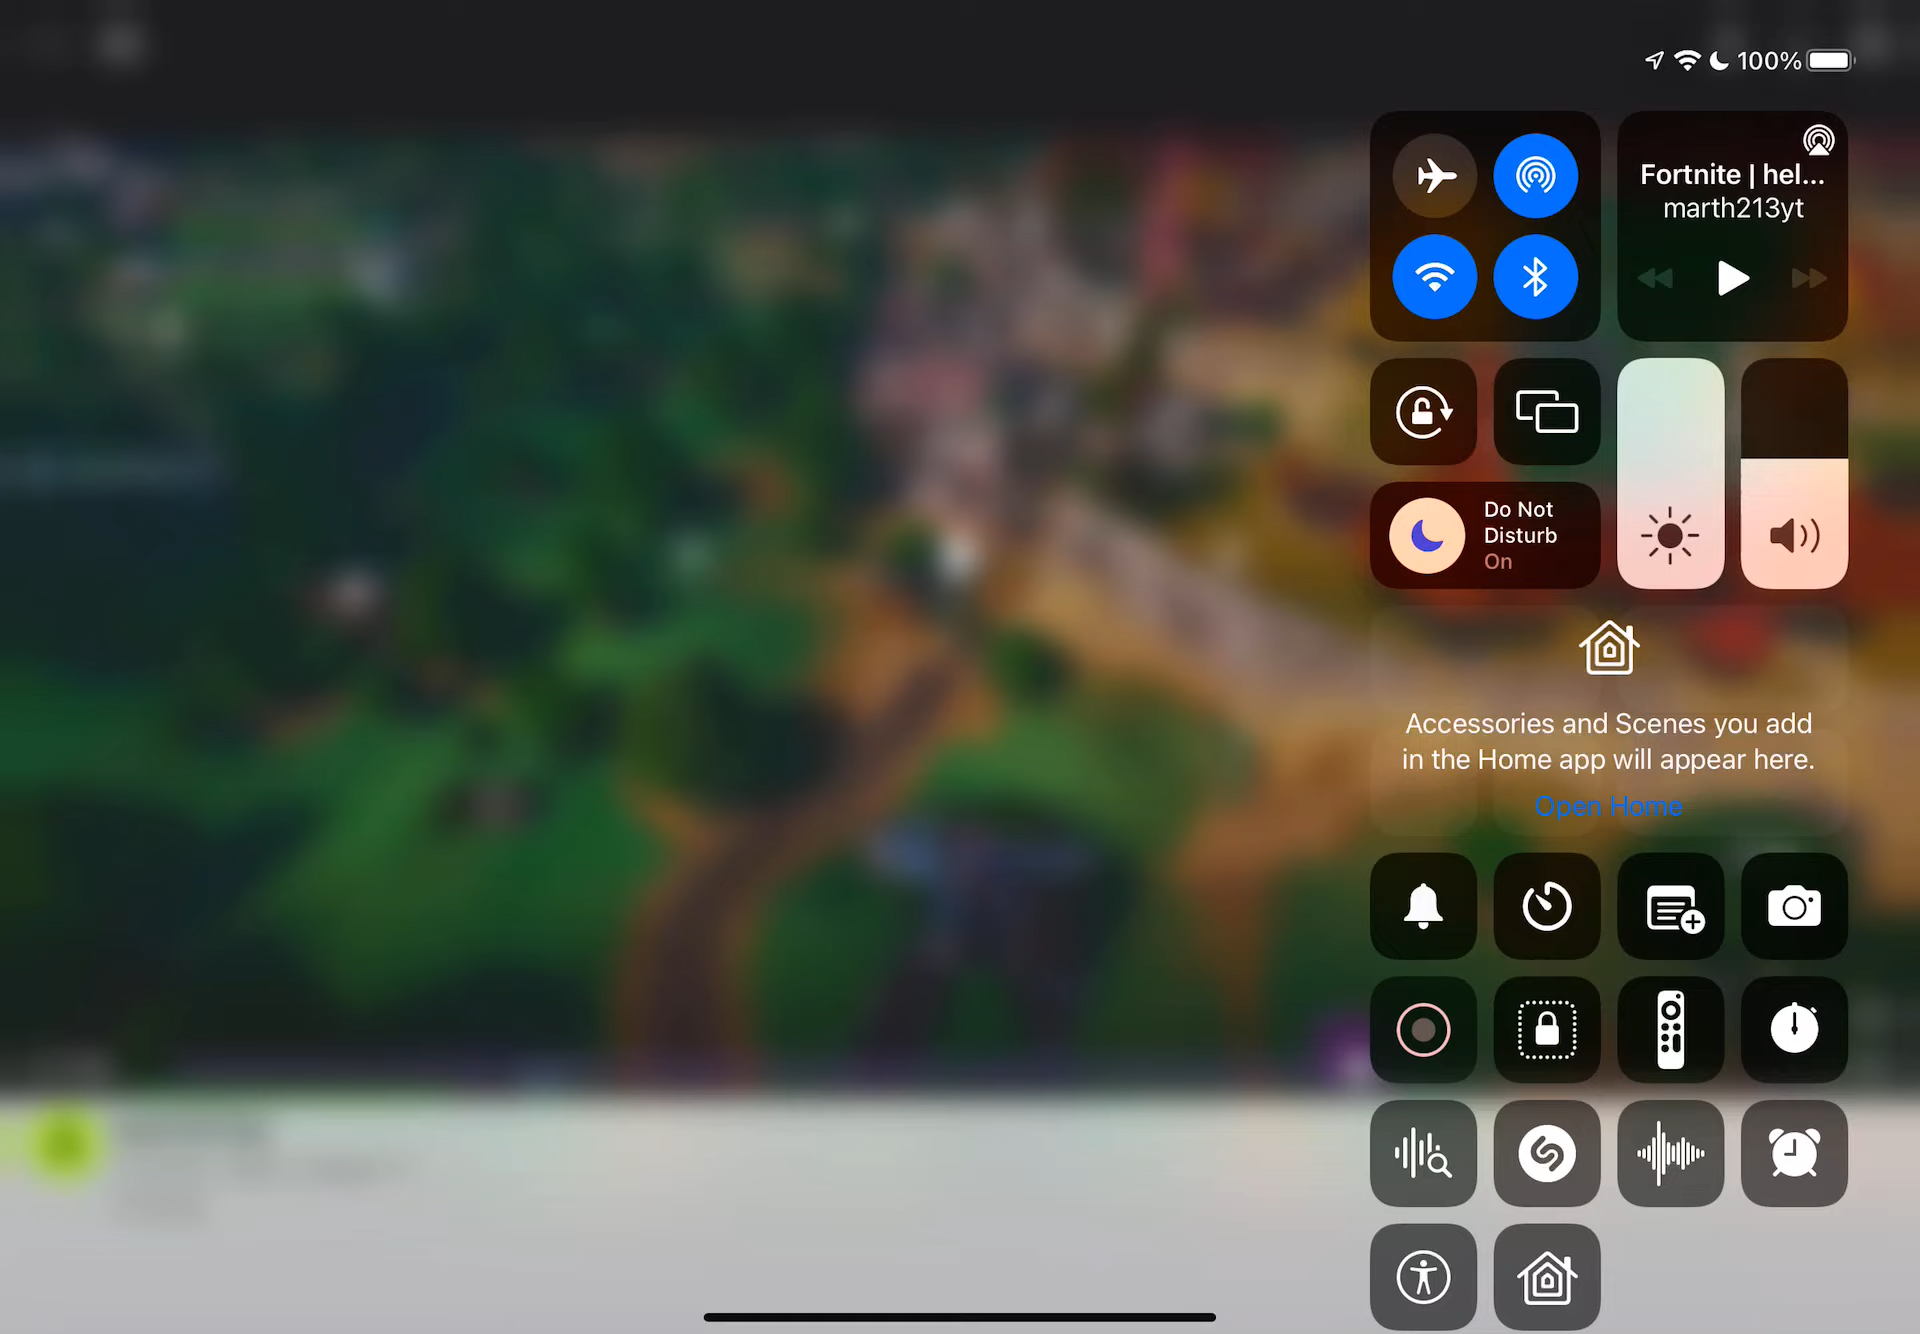 100%
Fortnite | hel...
marth213yt
Do Not
Disturb
On
Accessories and Scenes you add
in the Home app will appear here.
Open Home